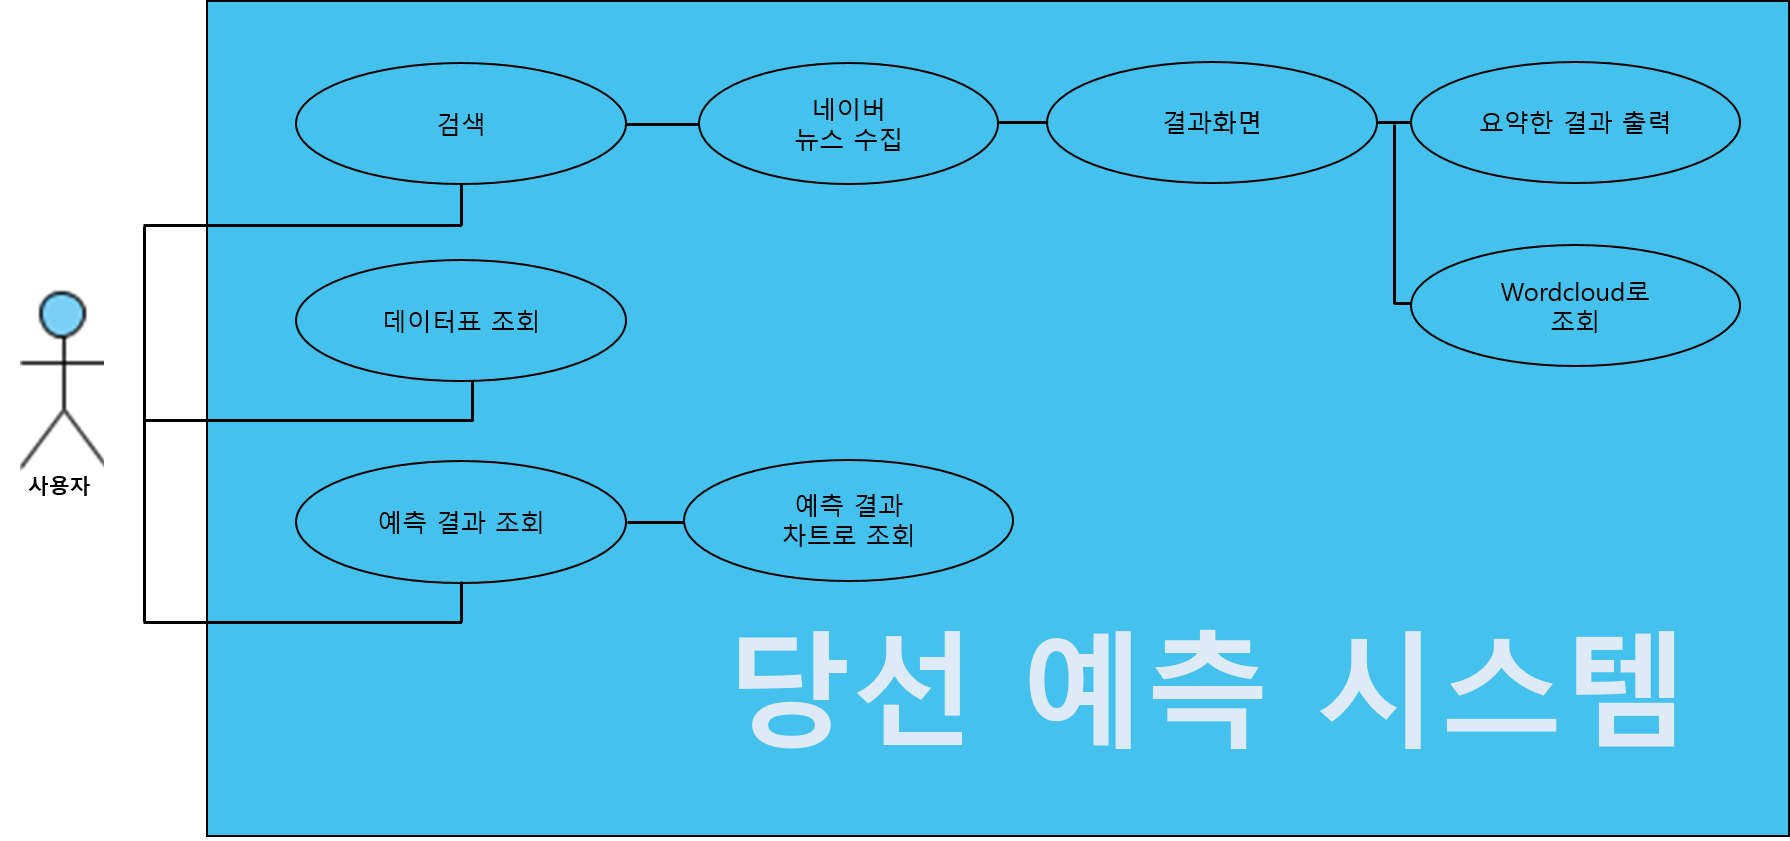 검색
네이버
뉴스 수집
결과화면
요약한 결과 출력
데이터표 조회
Wordcloud로
조회
사용자
예측 결과 조회
예측 결과
차트로 조회
당선 예측 시스템